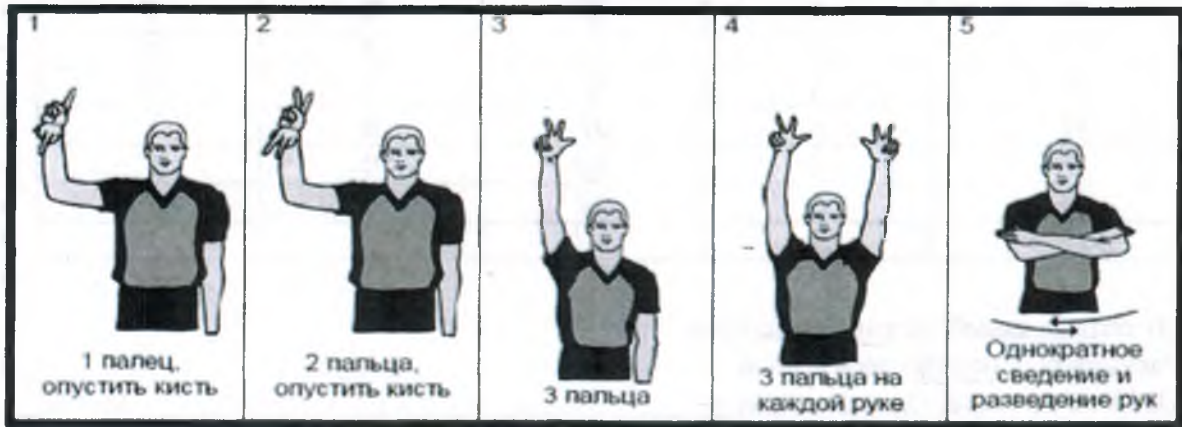 1
2
3
4
5
1 палец,
опустить кисть
2 пальца,
опустить кисть
3 пальца
3 пальца на
каждой руке
Однократное
сведение и
разведение рук